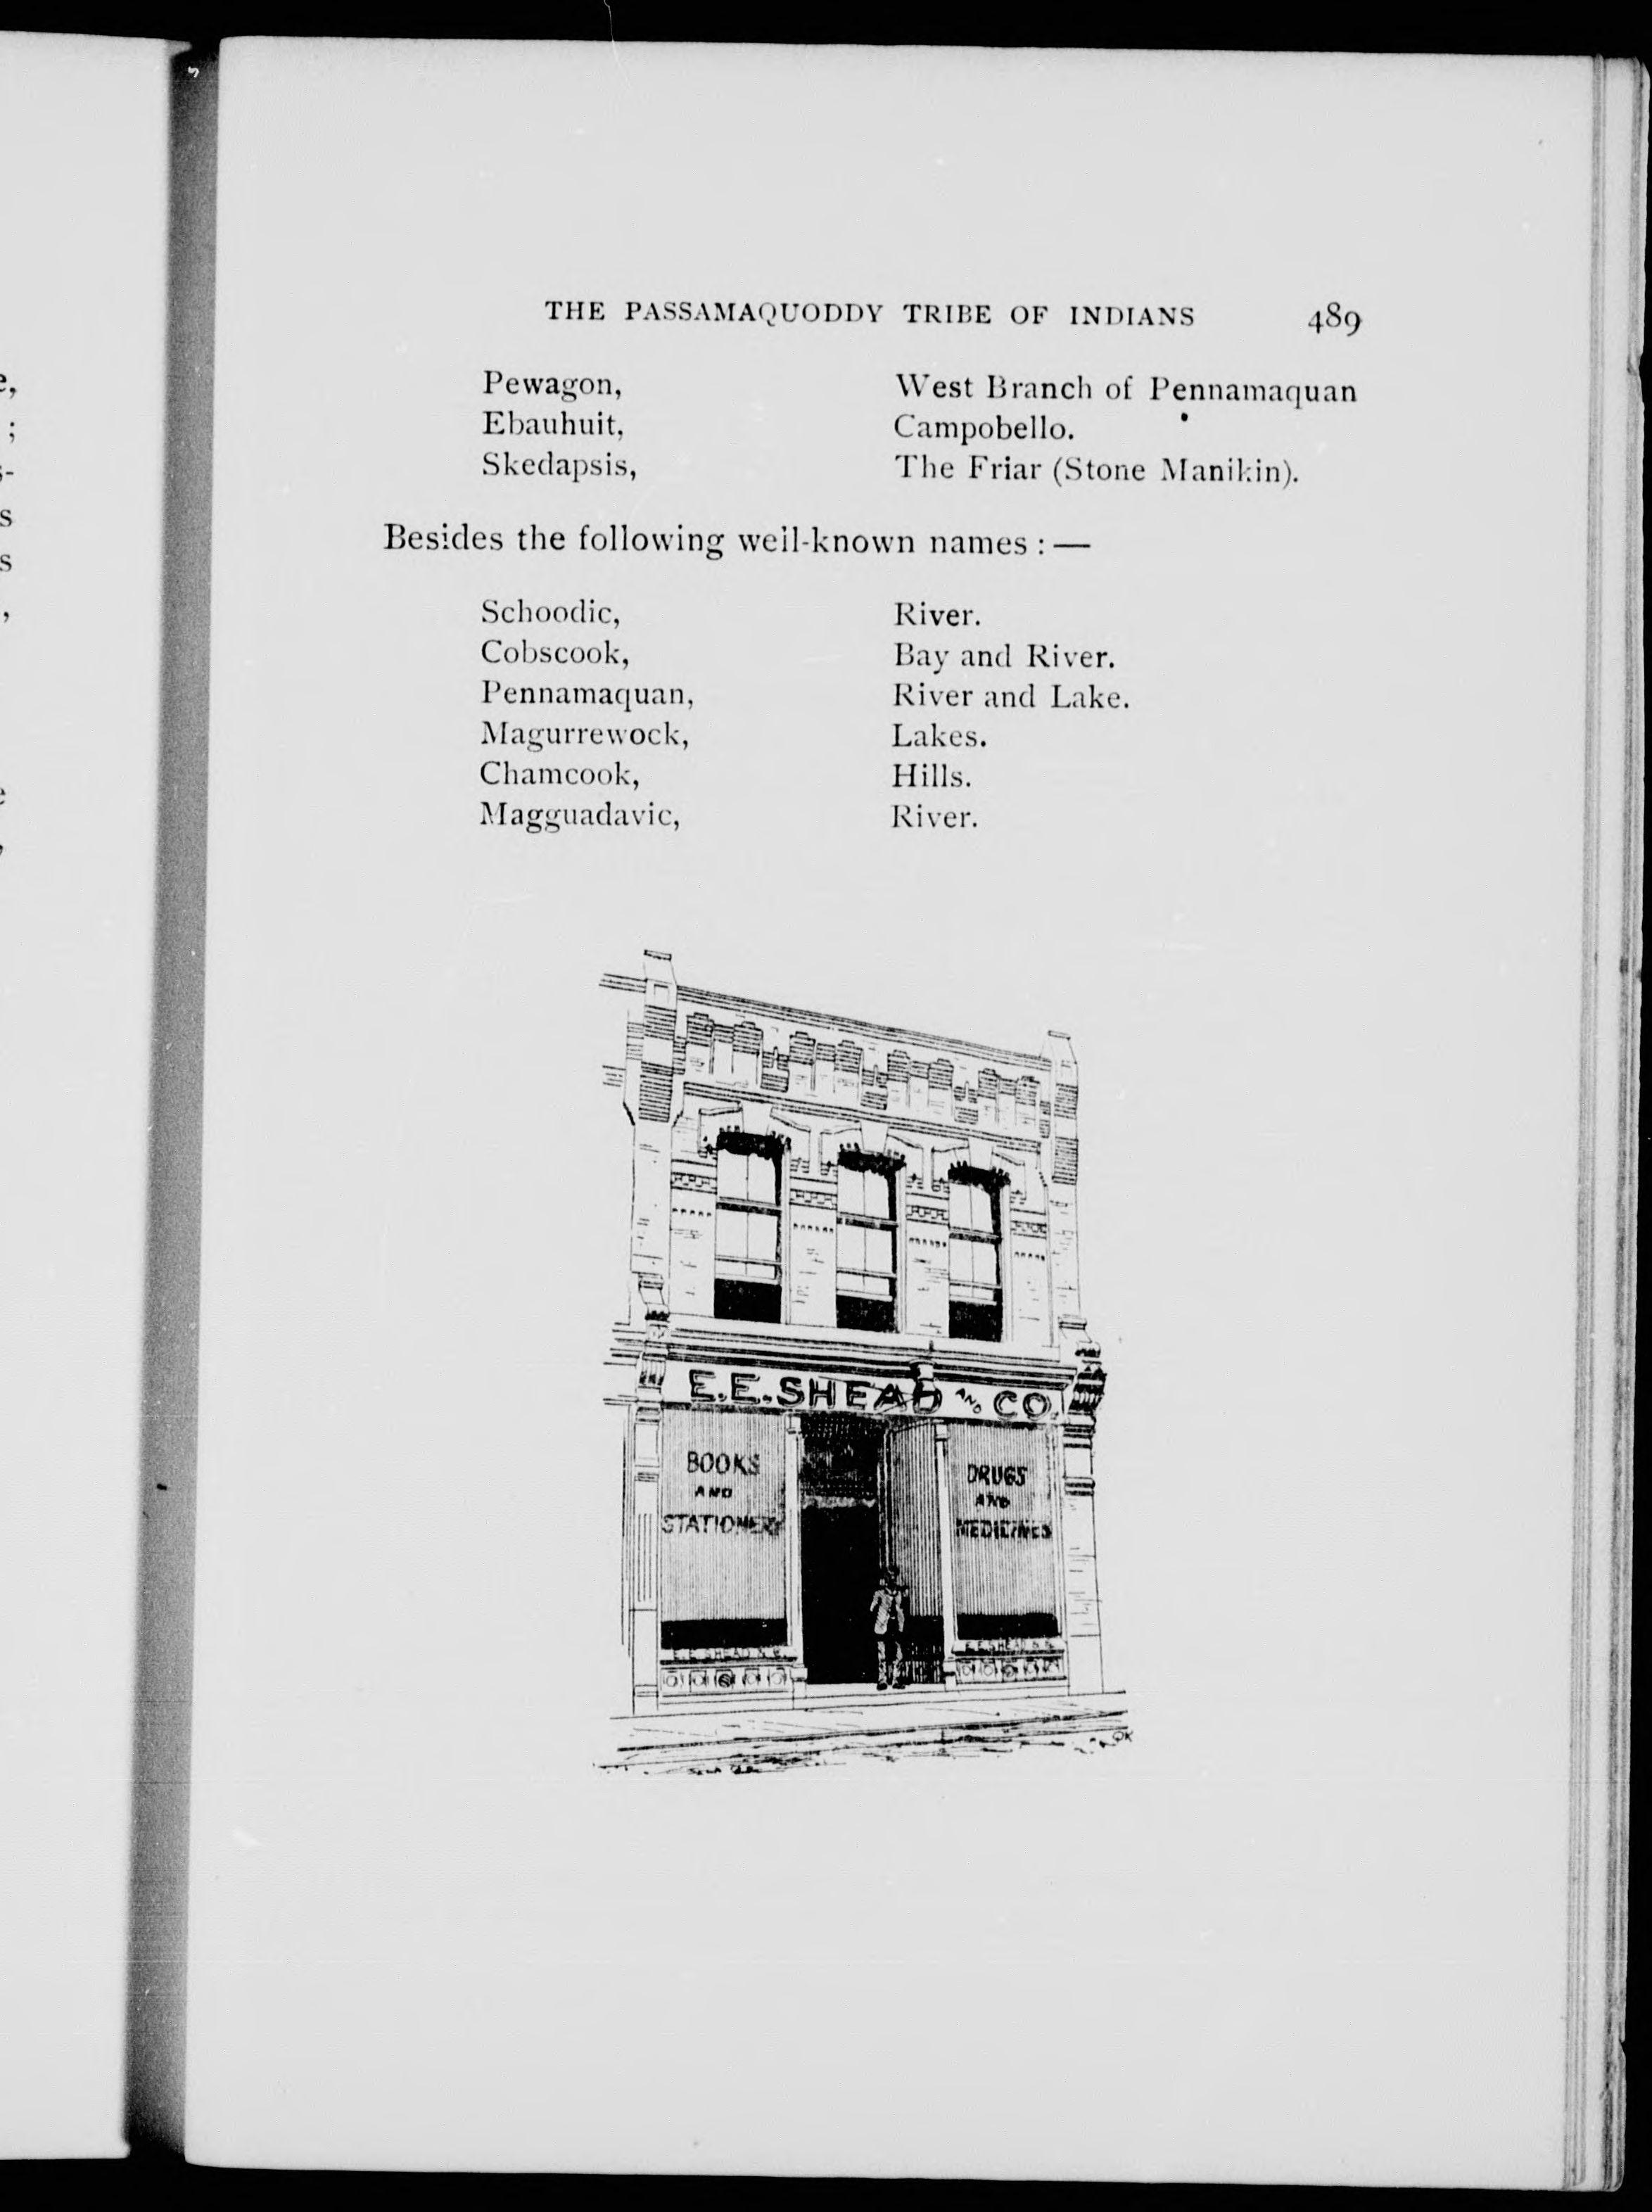 THE PASSAMAQUODDY TRIBE OF INDIANS 489
Pewagon, West Branch of Pennamaquan
Ebauhuit, Campobello.
Skedapsis, The Friar (Stone Manikin).
Besides the following well-known names : —
Schoodic, River.
Cobscook, Bay and River.
Pennamaquan, River and Lake.
Magurrewock, Lakes.
Chamcook, Hills.
Magguadavic, River.
E.E. SHEAD AND CO.
BOOKS
AND
STATIONERY
DRUGS
AND
MEDICINES
E. E. SHEAD &
E. E. SHEAD &